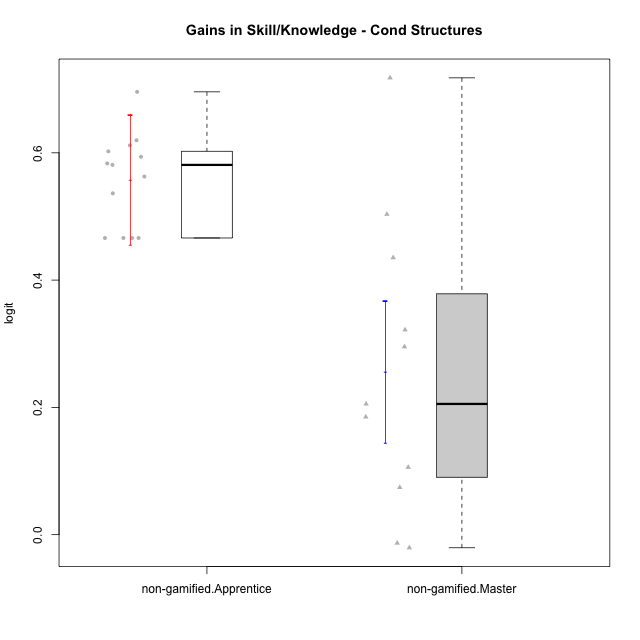 Gains in Skill/Knowledge - Cond Structures
logit
0.6
0.4
0.2
0.0
non-gamified.Apprentice
non-gamified.Master